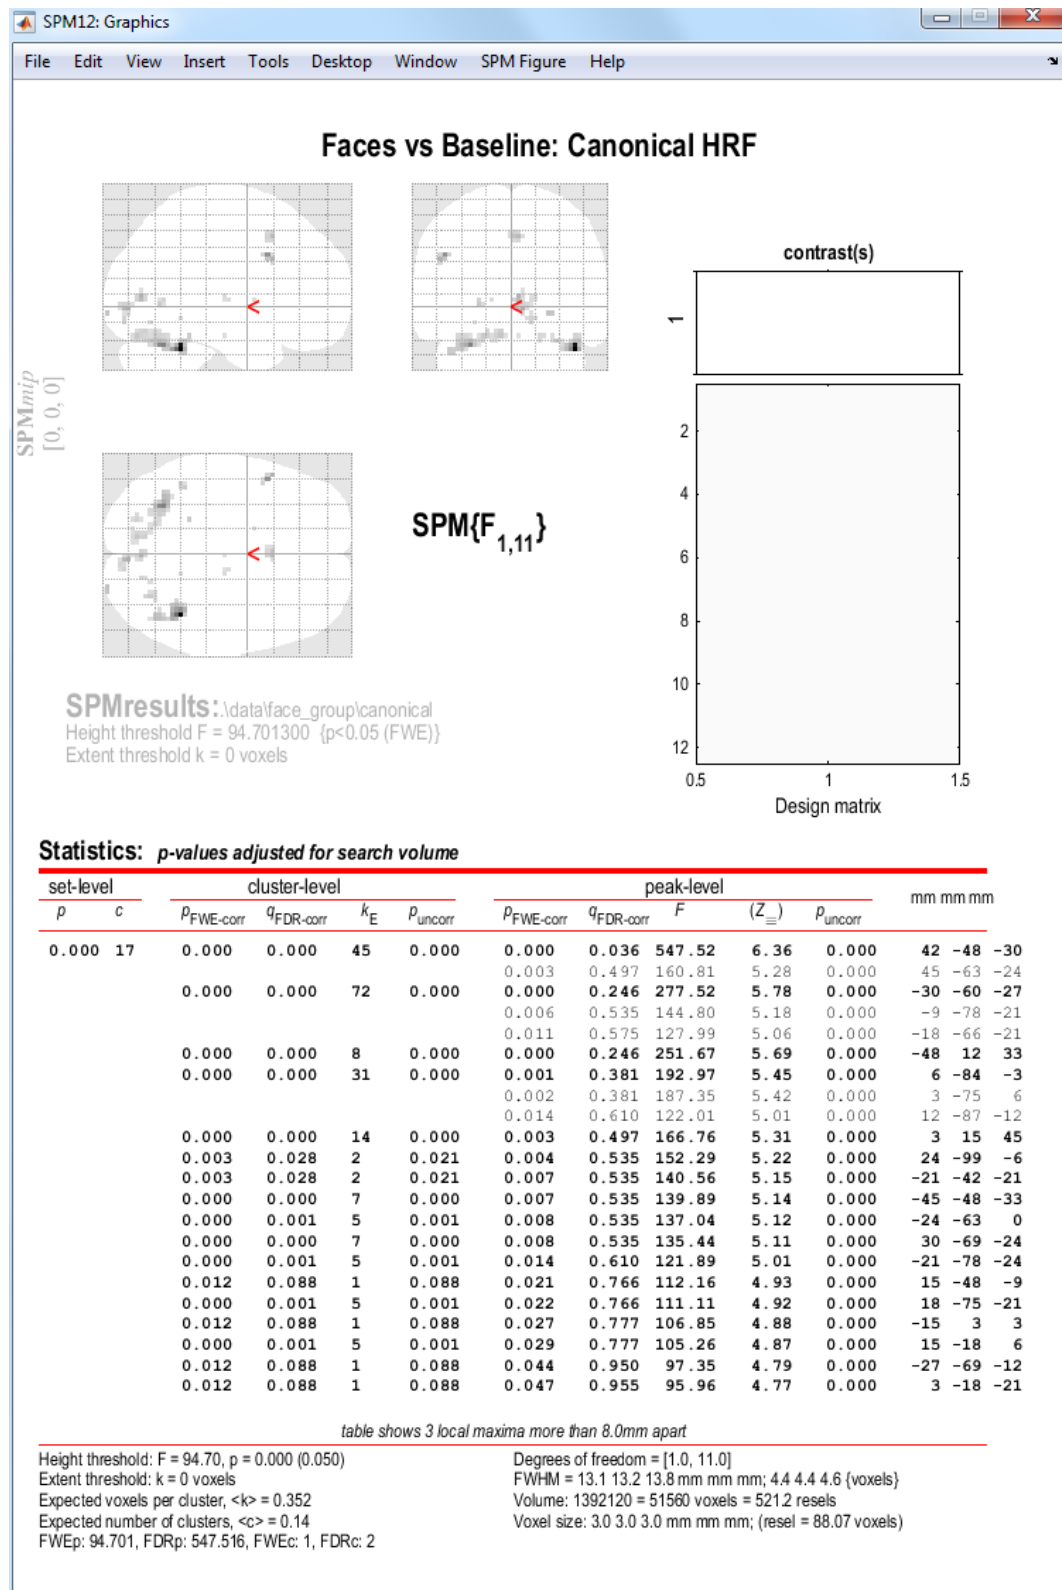 SPM12: Graphics
File Edit View Insert Tools Desktop Window SPM Figure Help
Faces vs Baseline: Canonical HRF
SPMmip
[0, 0, 0]
<
<
<
SPM{F1,11}
contrast(s)
1
2
4
6
8
10
12
0.5 1 1.5
Design matrix
SPMresults:.\data\face_group\canonical
Height threshold F = 94.701300 {p<0.05 (FWE)}
Extent threshold k = 0 voxels
Statistics: p-values adjusted for search volume
set-level cluster-level peak-level mm mm mm
p c pFWE-corr qFDR-corr kE puncorr pFWE-corr qFDR-corr F (Z≡) puncorr
0.000 17 0.000 0.000 45 0.000 0.000 0.036 547.52 6.36 0.000 42 -48 -30
0.003 0.497 160.81 5.28 0.000 45 -63 -24
0.000 0.000 72 0.000 0.000 0.246 277.52 5.78 0.000 -30 -60 -27
0.006 0.535 144.80 5.18 0.000 -9 -78 -21
0.011 0.575 127.99 5.06 0.000 -18 -66 -21
0.000 0.000 8 0.000 0.000 0.246 251.67 5.69 0.000 -48 12 33
0.000 0.000 31 0.000 0.001 0.381 192.97 5.45 0.000 6 -84 -3
0.002 0.381 187.35 5.42 0.000 3 -75 6
0.014 0.610 122.01 5.01 0.000 12 -87 -12
0.000 0.000 14 0.000 0.003 0.497 166.76 5.31 0.000 3 15 45
0.003 0.028 2 0.021 0.004 0.535 152.29 5.22 0.000 24 -99 -6
0.003 0.028 2 0.021 0.007 0.535 140.56 5.15 0.000 -21 -42 -21
0.000 0.000 7 0.000 0.007 0.535 139.89 5.14 0.000 -45 -48 -33
0.000 0.001 5 0.001 0.008 0.535 137.04 5.12 0.000 -24 -63 0
0.000 0.000 7 0.000 0.008 0.535 135.44 5.11 0.000 30 -69 -24
0.000 0.001 5 0.001 0.014 0.610 121.89 5.01 0.000 -21 -78 -24
0.012 0.088 1 0.088 0.021 0.766 112.16 4.93 0.000 15 -48 -9
0.000 0.001 5 0.001 0.022 0.766 111.11 4.92 0.000 18 -75 -21
0.012 0.088 1 0.088 0.027 0.777 106.85 4.88 0.000 -15 3 3
0.000 0.001 5 0.001 0.029 0.777 105.26 4.87 0.000 15 -18 6
0.012 0.088 1 0.088 0.044 0.950 97.35 4.79 0.000 -27 -69 -12
0.012 0.088 1 0.088 0.047 0.955 95.96 4.77 0.000 3 -18 -21
table shows 3 local maxima more than 8.0mm apart
Height threshold: F = 94.70, p = 0.000 (0.050)
Extent threshold: k = 0 voxels
Expected voxels per cluster, <k> = 0.352
Expected number of clusters, <c> = 0.14
FWEp: 94.701, FDRp: 547.516, FWEc: 1, FDRc: 2
Degrees of freedom = [1.0, 11.0]
FWHM = 13.1 13.2 13.8 mm mm mm; 4.4 4.4 4.6 {voxels}
Volume: 1392120 = 51560 voxels = 521.2 resels
Voxel size: 3.0 3.0 3.0 mm mm mm; (resel = 88.07 voxels)